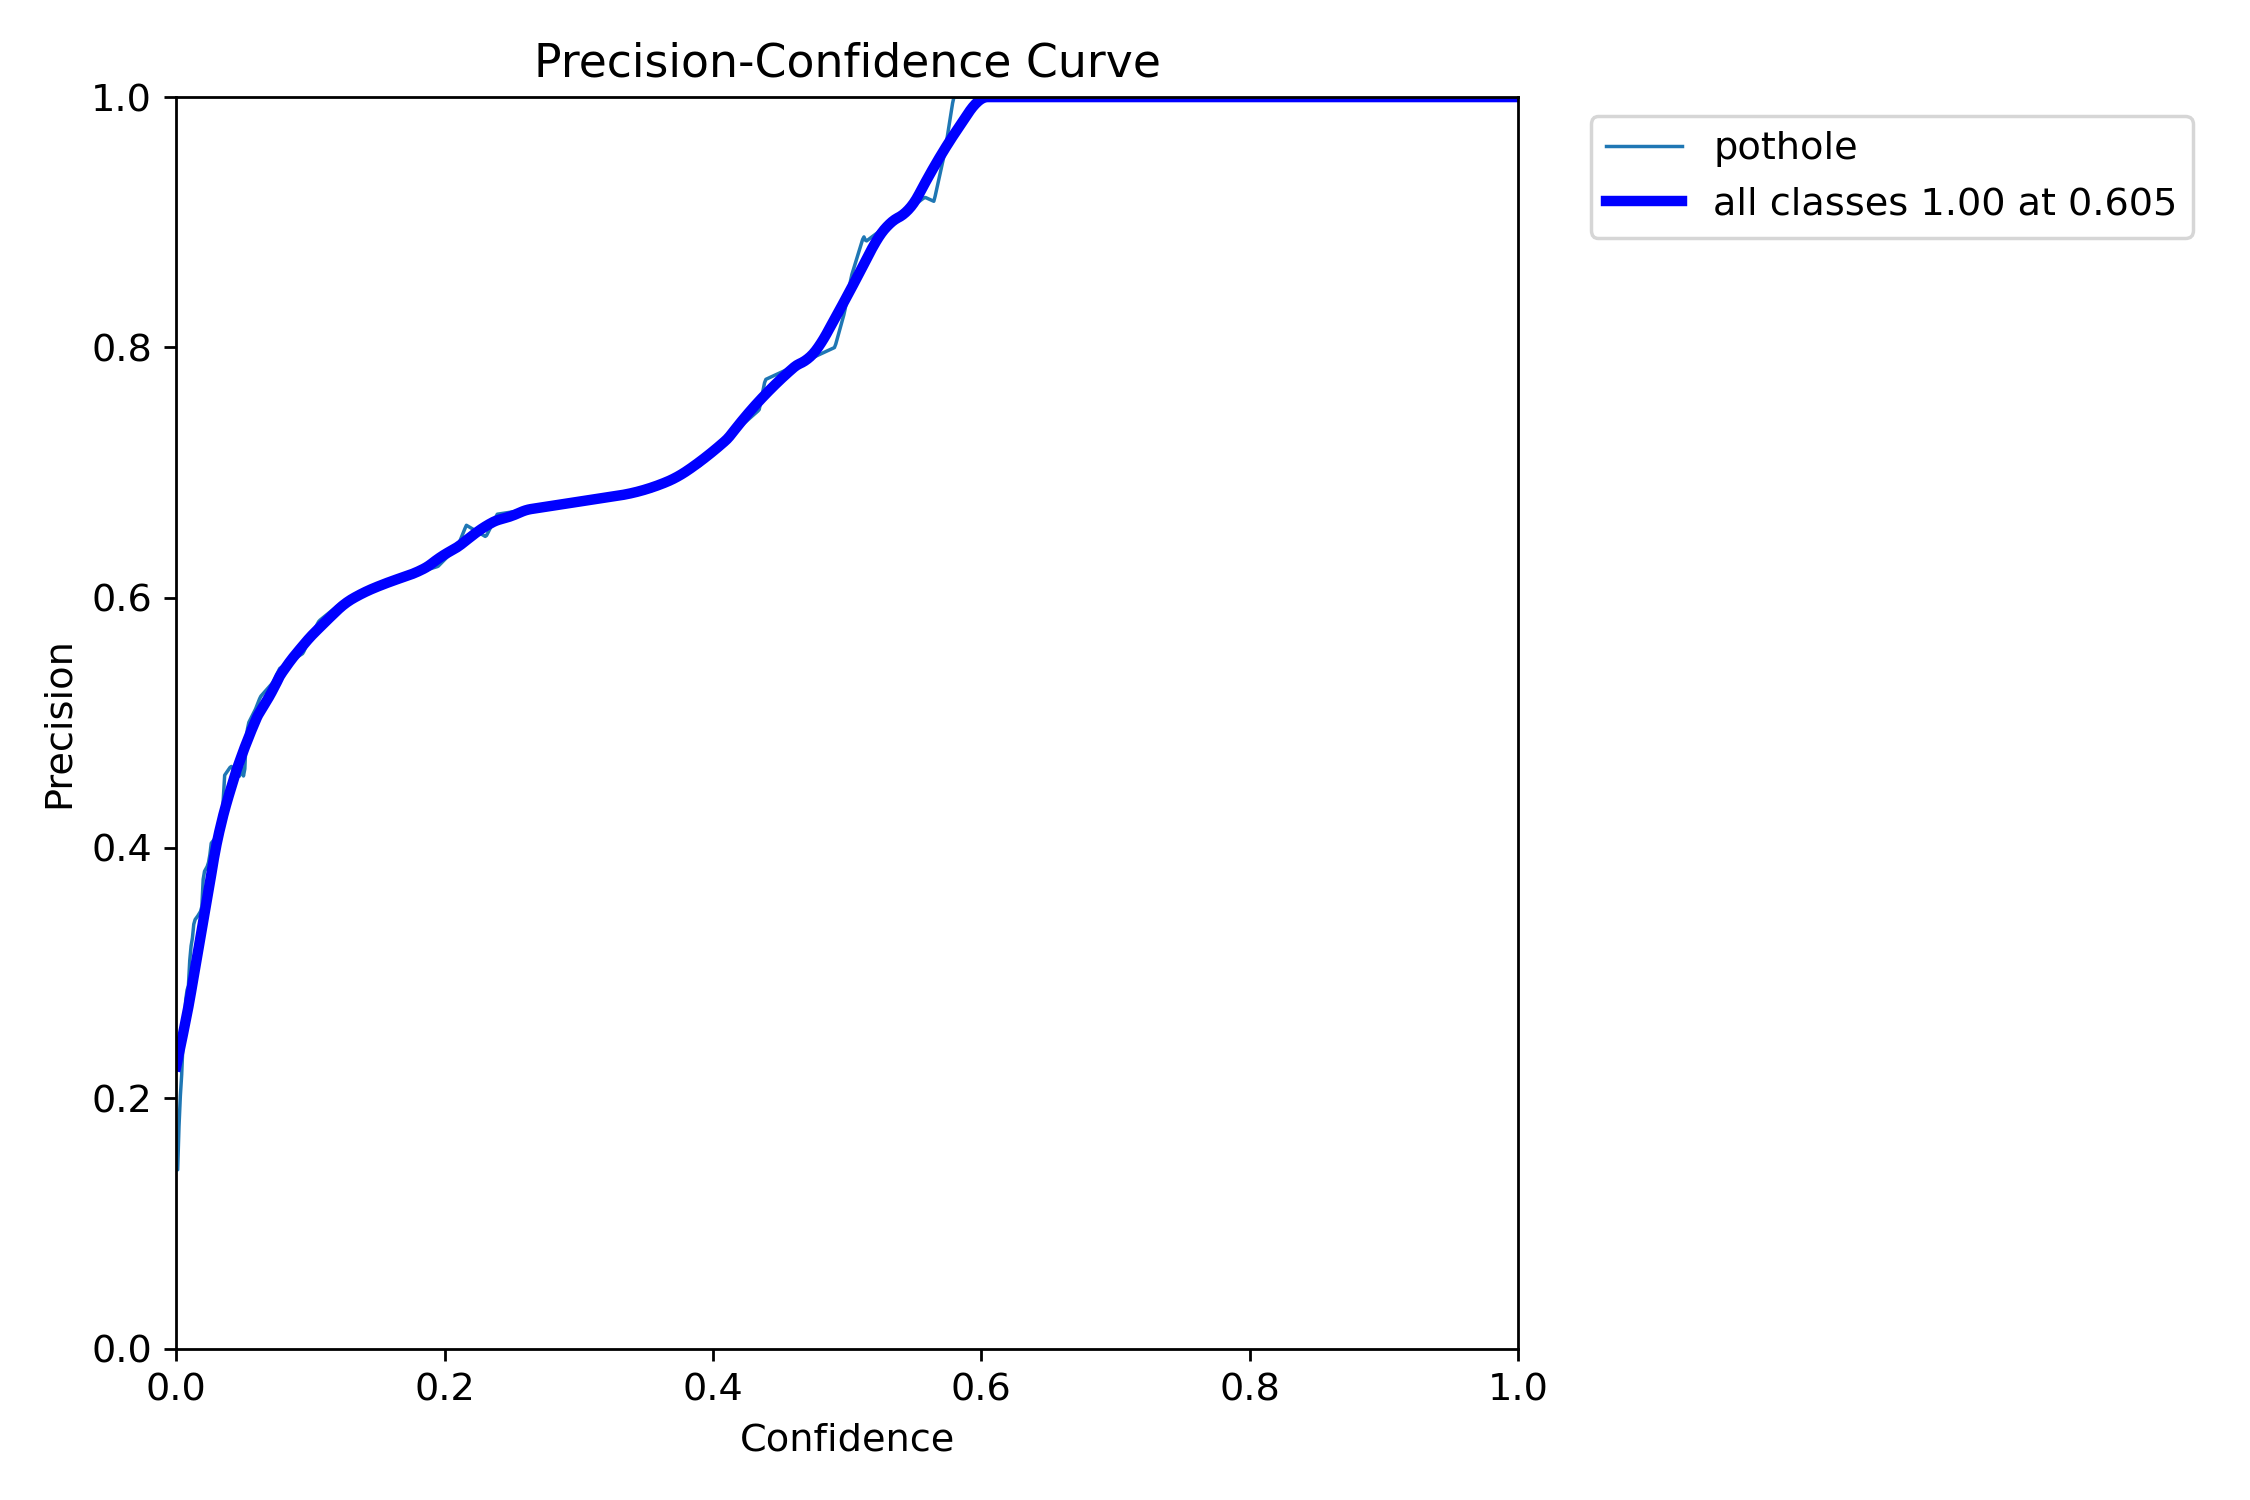 Precision-Confidence Curve
1.0
0.8
0.6
0.4
0.2
0.0
Precision
0.0 0.2 0.4 0.6 0.8 1.0
Confidence
pothole
all classes 1.00 at 0.605